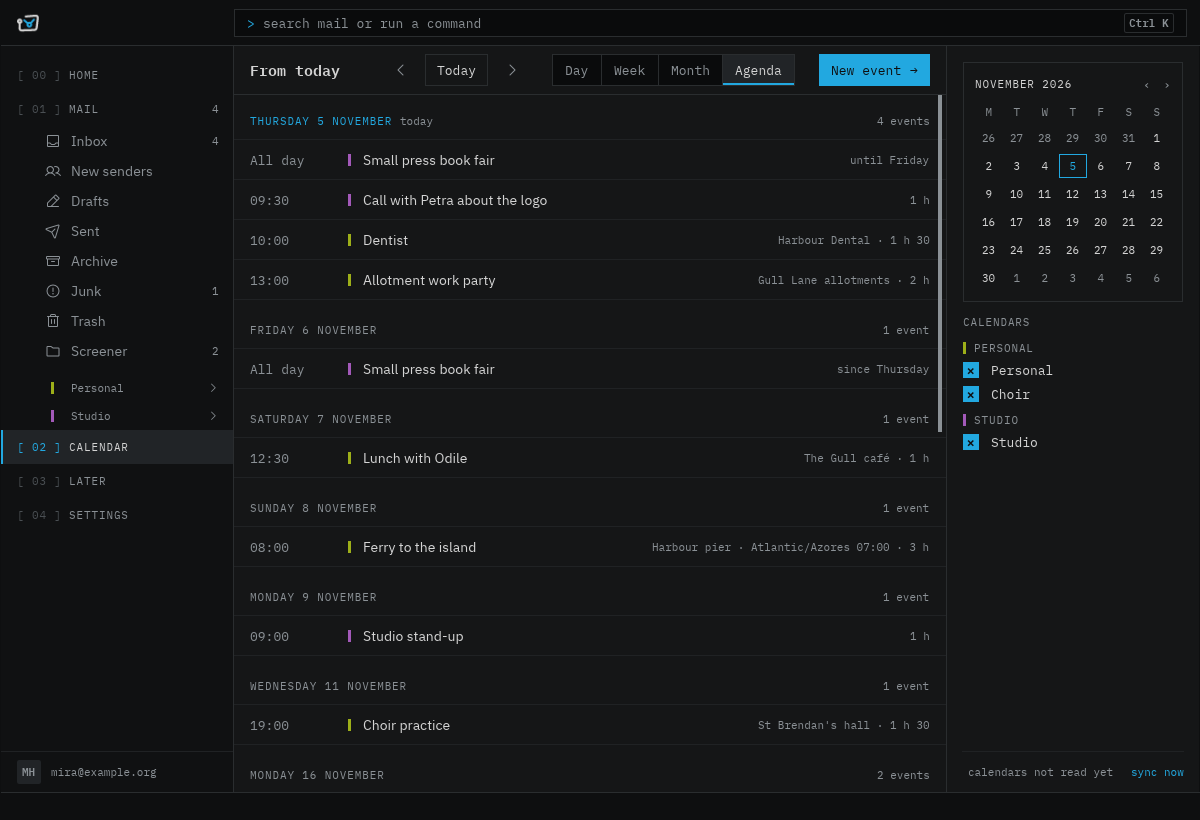 > search mail or run a command Ctrl K
[ 00 ] HOME
[ 01 ] MAIL 4
Inbox 4
New senders
Drafts
Sent
Archive
Junk 1
Trash
Screener 2
Personal
Studio
[ 02 ] CALENDAR
[ 03 ] LATER
[ 04 ] SETTINGS
MH mira@example.org
From today
Today
Day Week Month Agenda
New event →
THURSDAY 5 NOVEMBER today 4 events
All day Small press book fair until Friday
09:30 Call with Petra about the logo 1 h
10:00 Dentist Harbour Dental · 1 h 30
13:00 Allotment work party Gull Lane allotments · 2 h
FRIDAY 6 NOVEMBER 1 event
All day Small press book fair since Thursday
SATURDAY 7 NOVEMBER 1 event
12:30 Lunch with Odile The Gull café · 1 h
SUNDAY 8 NOVEMBER 1 event
08:00 Ferry to the island Harbour pier · Atlantic/Azores 07:00 · 3 h
MONDAY 9 NOVEMBER 1 event
09:00 Studio stand-up 1 h
WEDNESDAY 11 NOVEMBER 1 event
19:00 Choir practice St Brendan's hall · 1 h 30
MONDAY 16 NOVEMBER 2 events
NOVEMBER 2026 ‹ ›
M T W T F S S
26 27 28 29 30 31 1
2 3 4 5 6 7 8
9 10 11 12 13 14 15
16 17 18 19 20 21 22
23 24 25 26 27 28 29
30 1 2 3 4 5 6
CALENDARS
PERSONAL
× Personal
× Choir
STUDIO
× Studio
calendars not read yet sync now